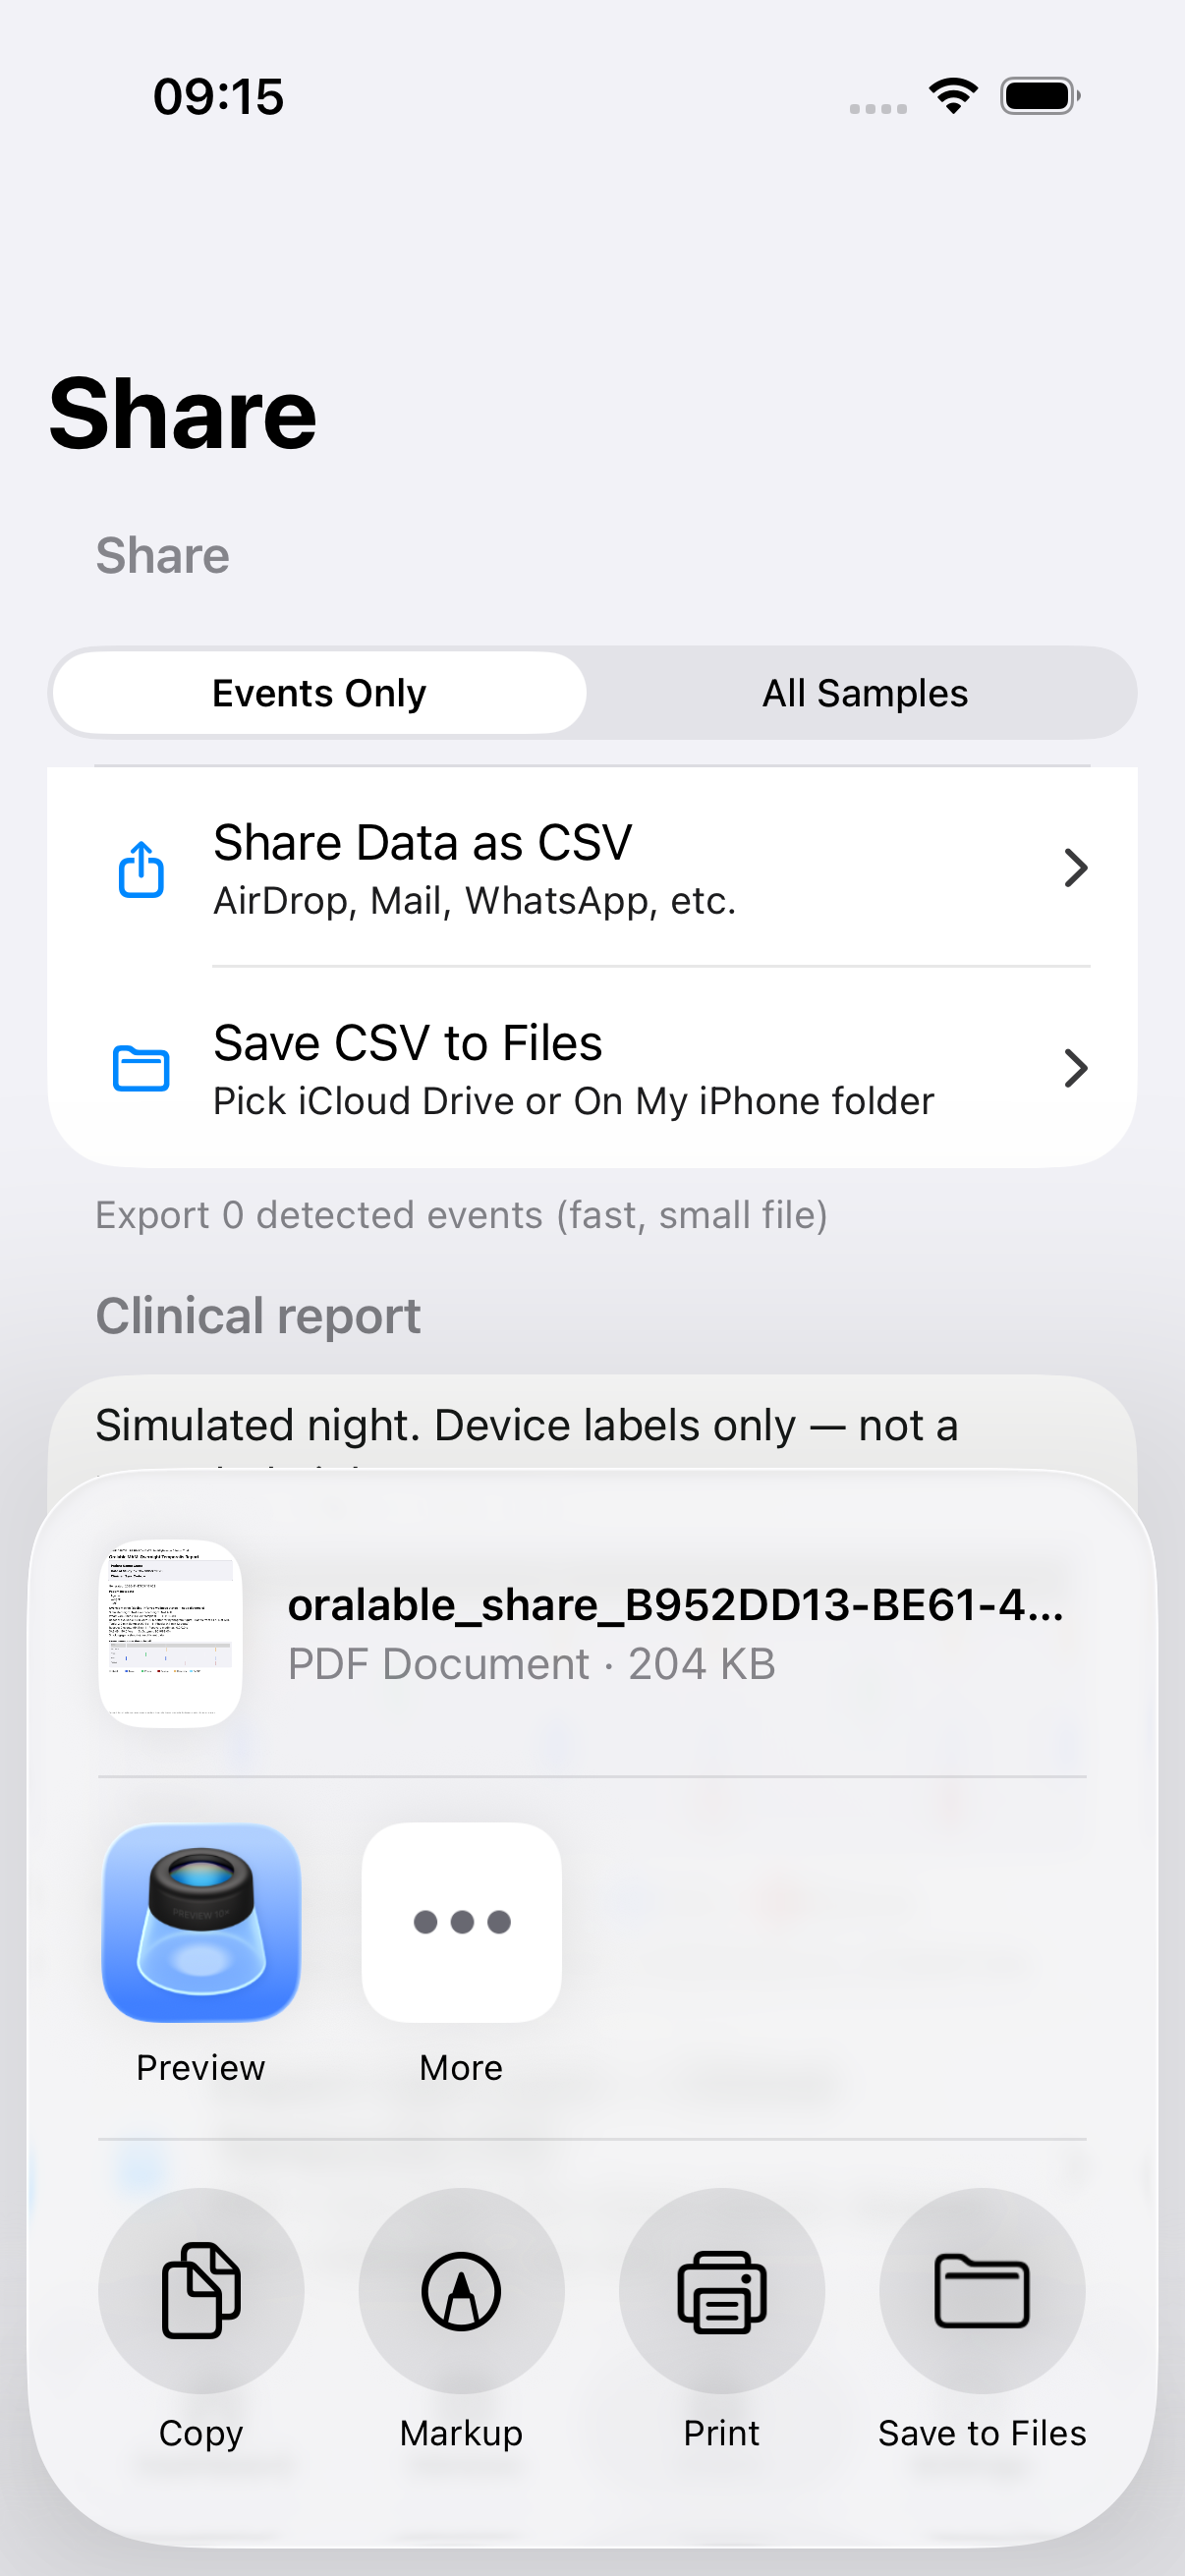 09:15
Share
Share
Events Only
All Samples
Share Data as CSV
AirDrop, Mail, WhatsApp, etc.
Save CSV to Files
Pick iCloud Drive or On My iPhone folder
Export 0 detected events (fast, small file)
Clinical report
Simulated night. Device labels only — not a
oralable_share_B952DD13-BE61-4...
PDF Document · 204 KB
Preview
More
Copy
Markup
Print
Save to Files